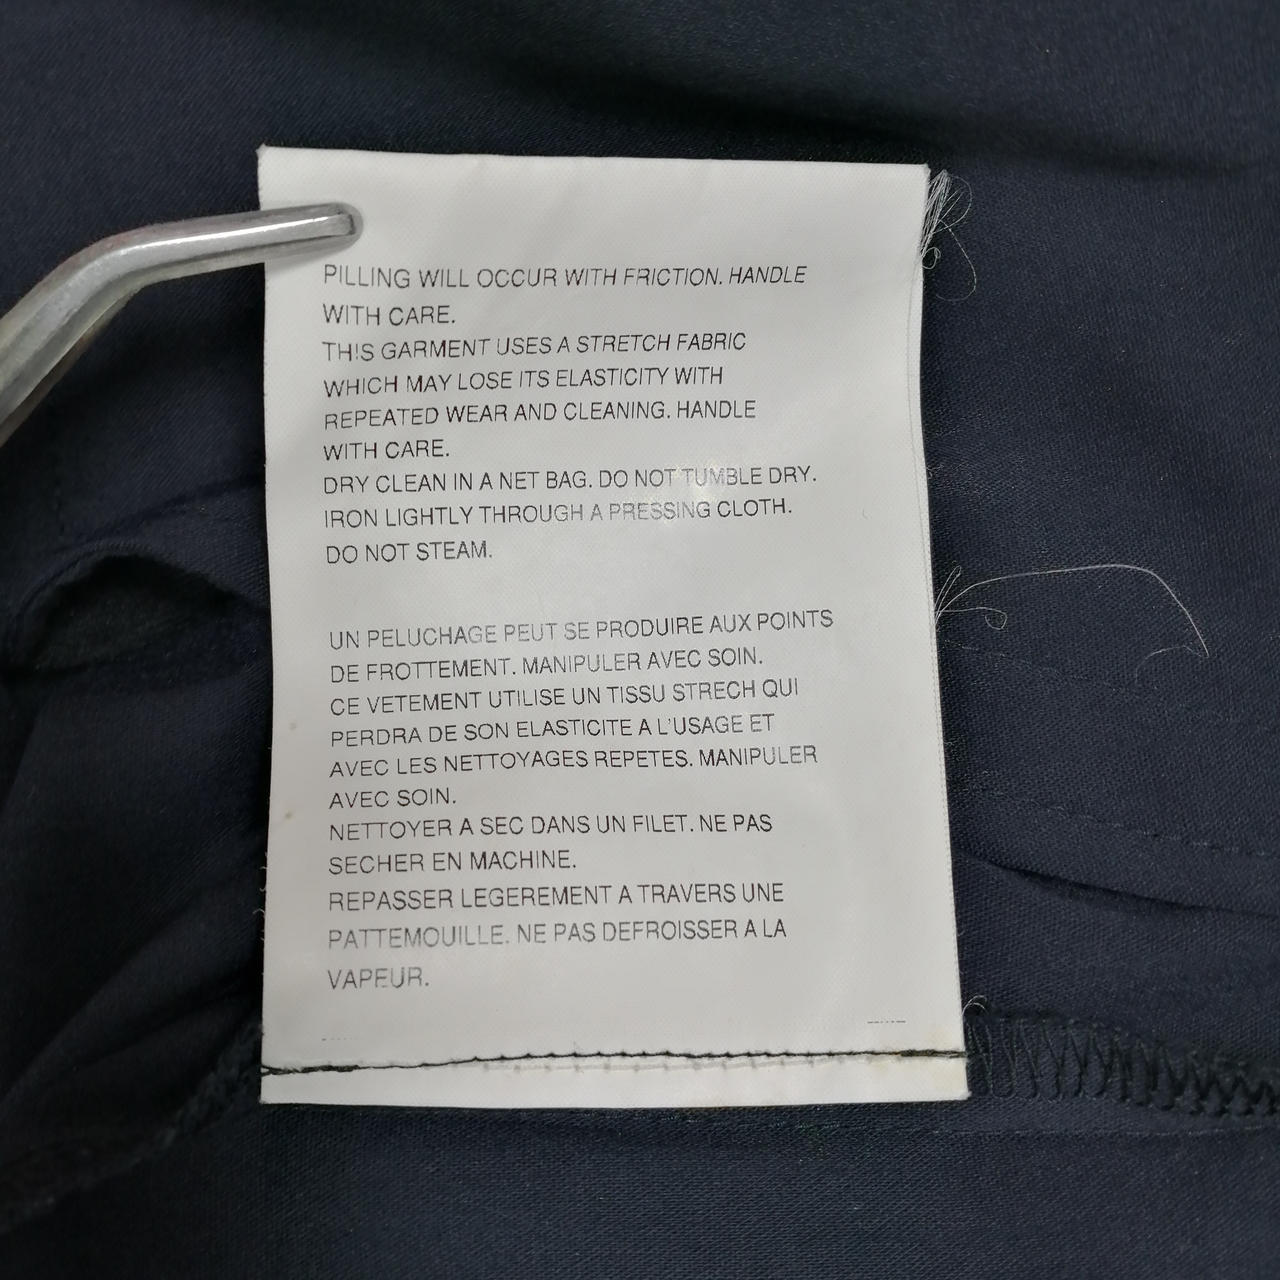 PILLING WILL OCCUR WITH FRICTION. HANDLE
WITH CARE.
THIS GARMENT USES A STRETCH FABRIC
WHICH MAY LOSE ITS ELASTICITY WITH
REPEATED WEAR AND CLEANING. HANDLE
WITH CARE.
DRY CLEAN IN A NET BAG. DO NOT TUMBLE DRY.
IRON LIGHTLY THROUGH A PRESSING CLOTH.
DO NOT STEAM.
UN PELUCHAGE PEUT SE PRODUIRE AUX POINTS
DE FROTTEMENT. MANIPULER AVEC SOIN.
CE VETEMENT UTILISE UN TISSU STRECH QUI
PERDRA DE SON ELASTICITE A L'USAGE ET
AVEC LES NETTOYAGES REPETES. MANIPULER
AVEC SOIN.
NETTOYER A SEC DANS UN FILET. NE PAS
SECHER EN MACHINE.
REPASSER LEGEREMENT A TRAVERS UNE
PATTEMOUILLE. NE PAS DEFROISSER A LA
VAPEUR.